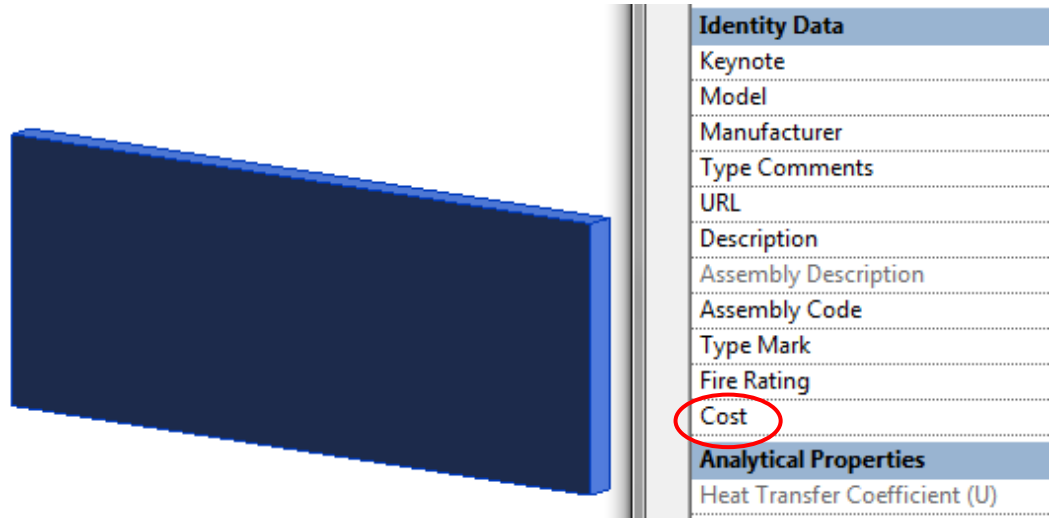 Identity Data
Keynote
Model
Manufacturer
Type Comments
URL
Description
Assembly Description
Assembly Code
Type Mark
Fire Rating
Cost
Analytical Properties
Heat Transfer Coefficient (U)